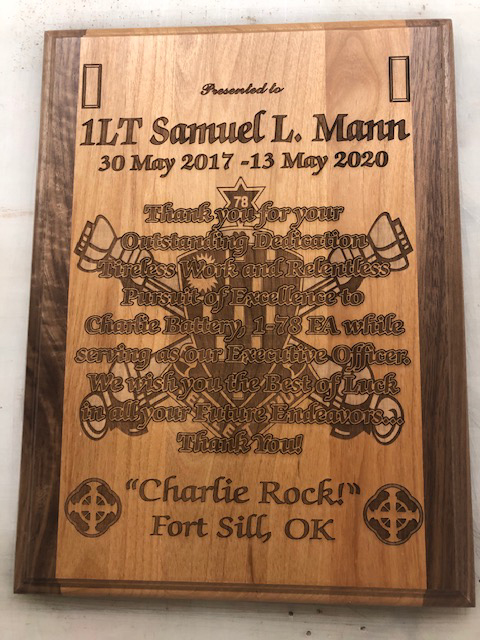 Presented to
1LT Samuel L. Mann
30 May 2017 -13 May 2020
78
Thank you for your
Outstanding Dedication
Tireless Work and Relentless
Pursuit of Excellence to
Charlie Battery, 1-78 FA while
serving as our Executive Officer.
We wish you the Best of Luck
in all your Future Endeavors...
Thank You!
"Charlie Rock!"
Fort Sill, OK